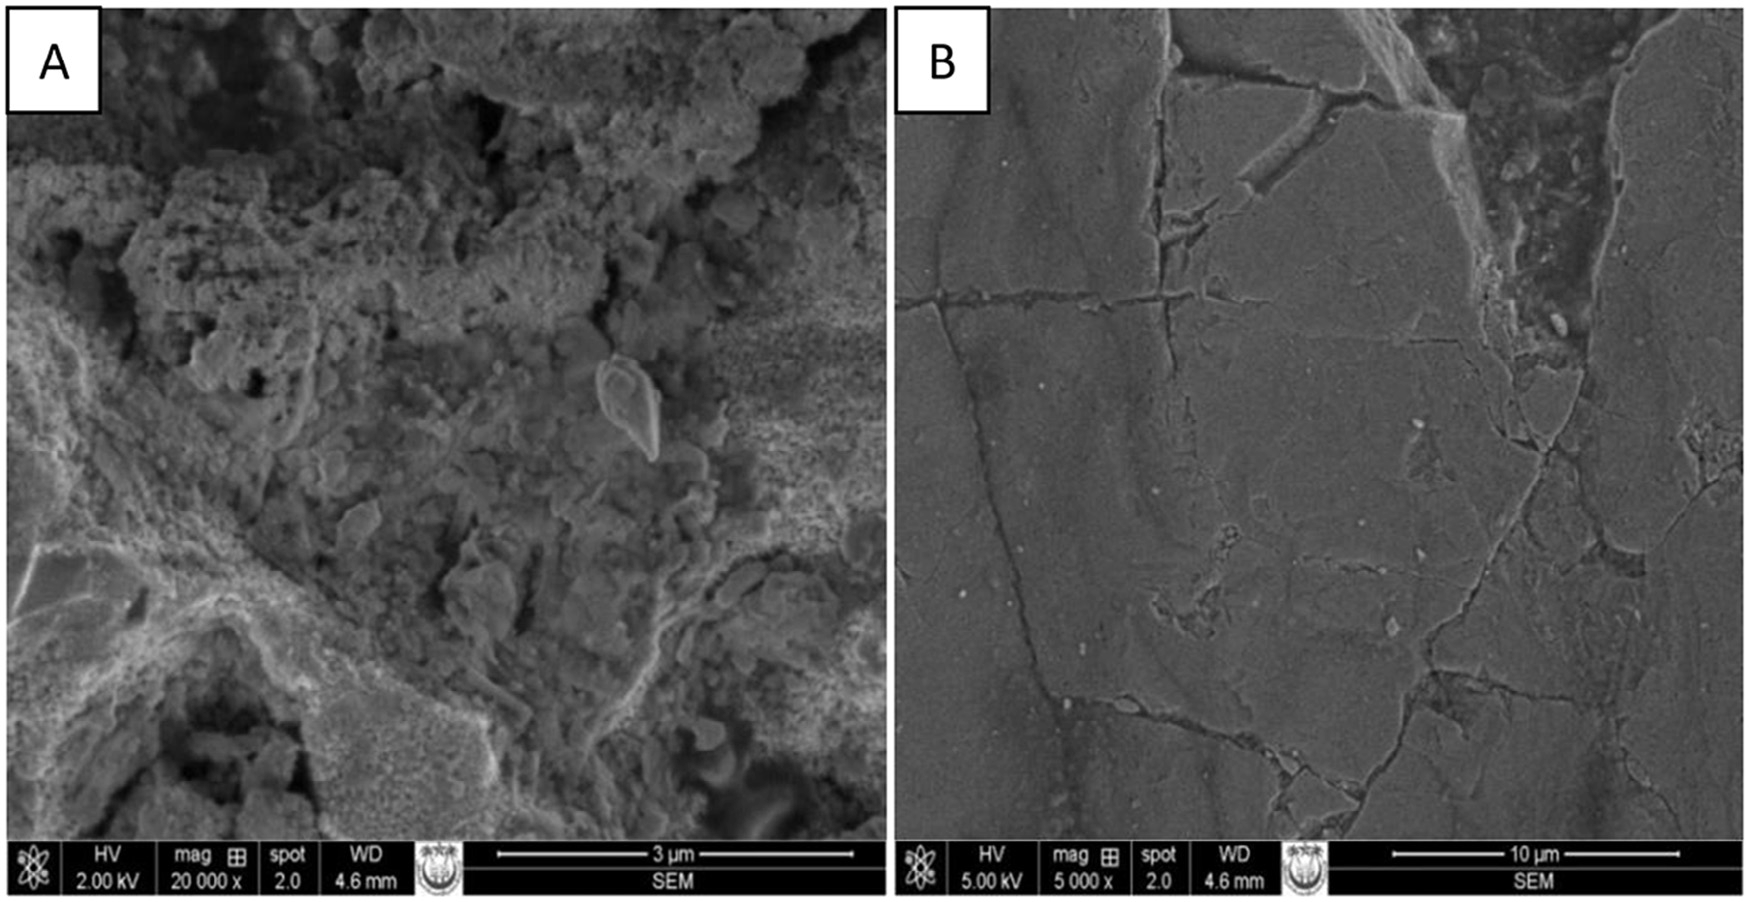 A
B
HV mag spot WD 3 µm
2.00 kV 20 000 x 2.0 4.6 mm SEM
HV mag spot WD 10 µm
5.00 kV 5 000 x 2.0 4.6 mm SEM